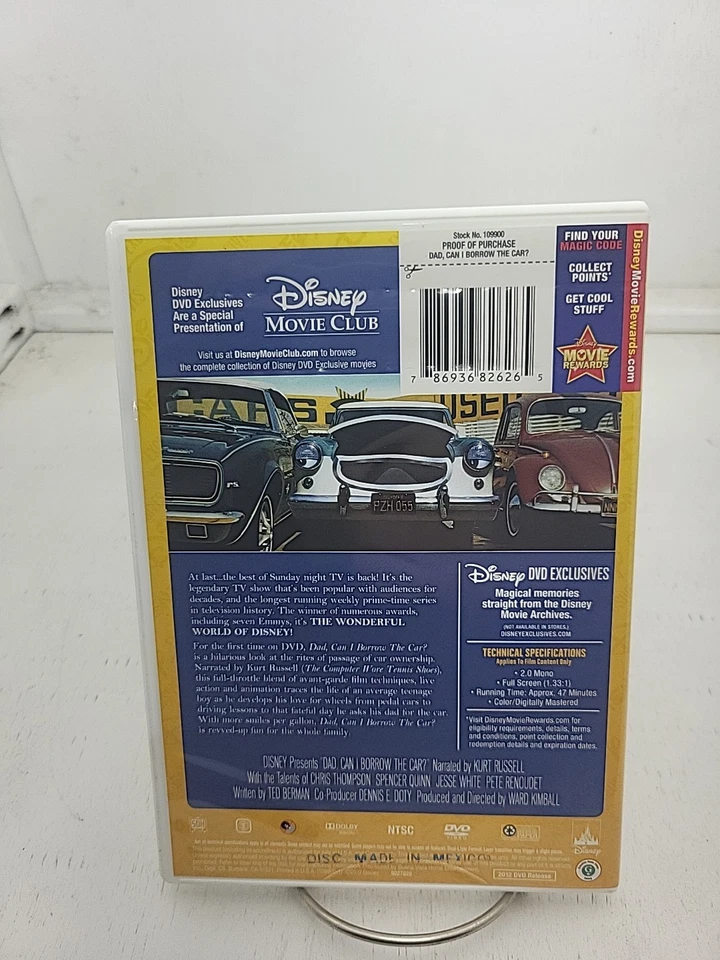 Disney
DVD Exclusives
Are a Special
Presentation of
Disney
MOVIE CLUB
Visit us at DisneyMovieClub.com to browse
the complete collection of Disney DVD Exclusive movies
Stock No. 109900
PROOF OF PURCHASE
DAD, CAN I BORROW THE CAR?
7 86936 82626 5
FIND YOUR
MAGIC CODE
COLLECT
POINTS*
GET COOL
STUFF
Disney
MOVIE
REWARDS
DisneyMovieRewards.com
CARS
USED
RS
PZH 055
At last...the best of Sunday night TV is back! It's the
legendary TV show that's been popular with audiences for
decades, and the longest running weekly prime-time series
in television history. The winner of numerous awards,
including seven Emmys, it's THE WONDERFUL
WORLD OF DISNEY!
For the first time on DVD, Dad, Can I Borrow The Car?
is a hilarious look at the rites of passage of car ownership.
Narrated by Kurt Russell (The Computer Wore Tennis Shoes),
this full-throttle blend of avant-garde film techniques, live
action and animation traces the life of an average teenage
boy as he develops his love for wheels from pedal cars to
driving lessons to that fateful day he asks his dad for the car.
With more smiles per gallon, Dad, Can I Borrow The Car?
is revved-up fun for the whole family.
Disney DVD EXCLUSIVES
Magical memories
straight from the Disney
Movie Archives.
(NOT AVAILABLE IN STORES.)
DISNEYEXCLUSIVES.COM
TECHNICAL SPECIFICATIONS
Applies To Film Content Only
• 2.0 Mono
• Full Screen (1.33:1)
• Running Time: Approx. 47 Minutes
• Color/Digitally Mastered
*Visit DisneyMovieRewards.com for
eligibility requirements, details, terms
and conditions, point collection and
redemption details and expiration dates.
DISNEY Presents "DAD, CAN I BORROW THE CAR?" Narrated by KURT RUSSELL
With the Talents of CHRIS THOMPSON SPENCER QUINN JESSE WHITE PETE RENOUDET
Written by TED BERMAN Co-Producer DENNIS E. DOTY Produced and Directed by WARD KIMBALL
DOLBY
NTSC
DVD
VIDEO
PAPER
Disney
DISC MADE IN MEXICO
2012 DVD Release